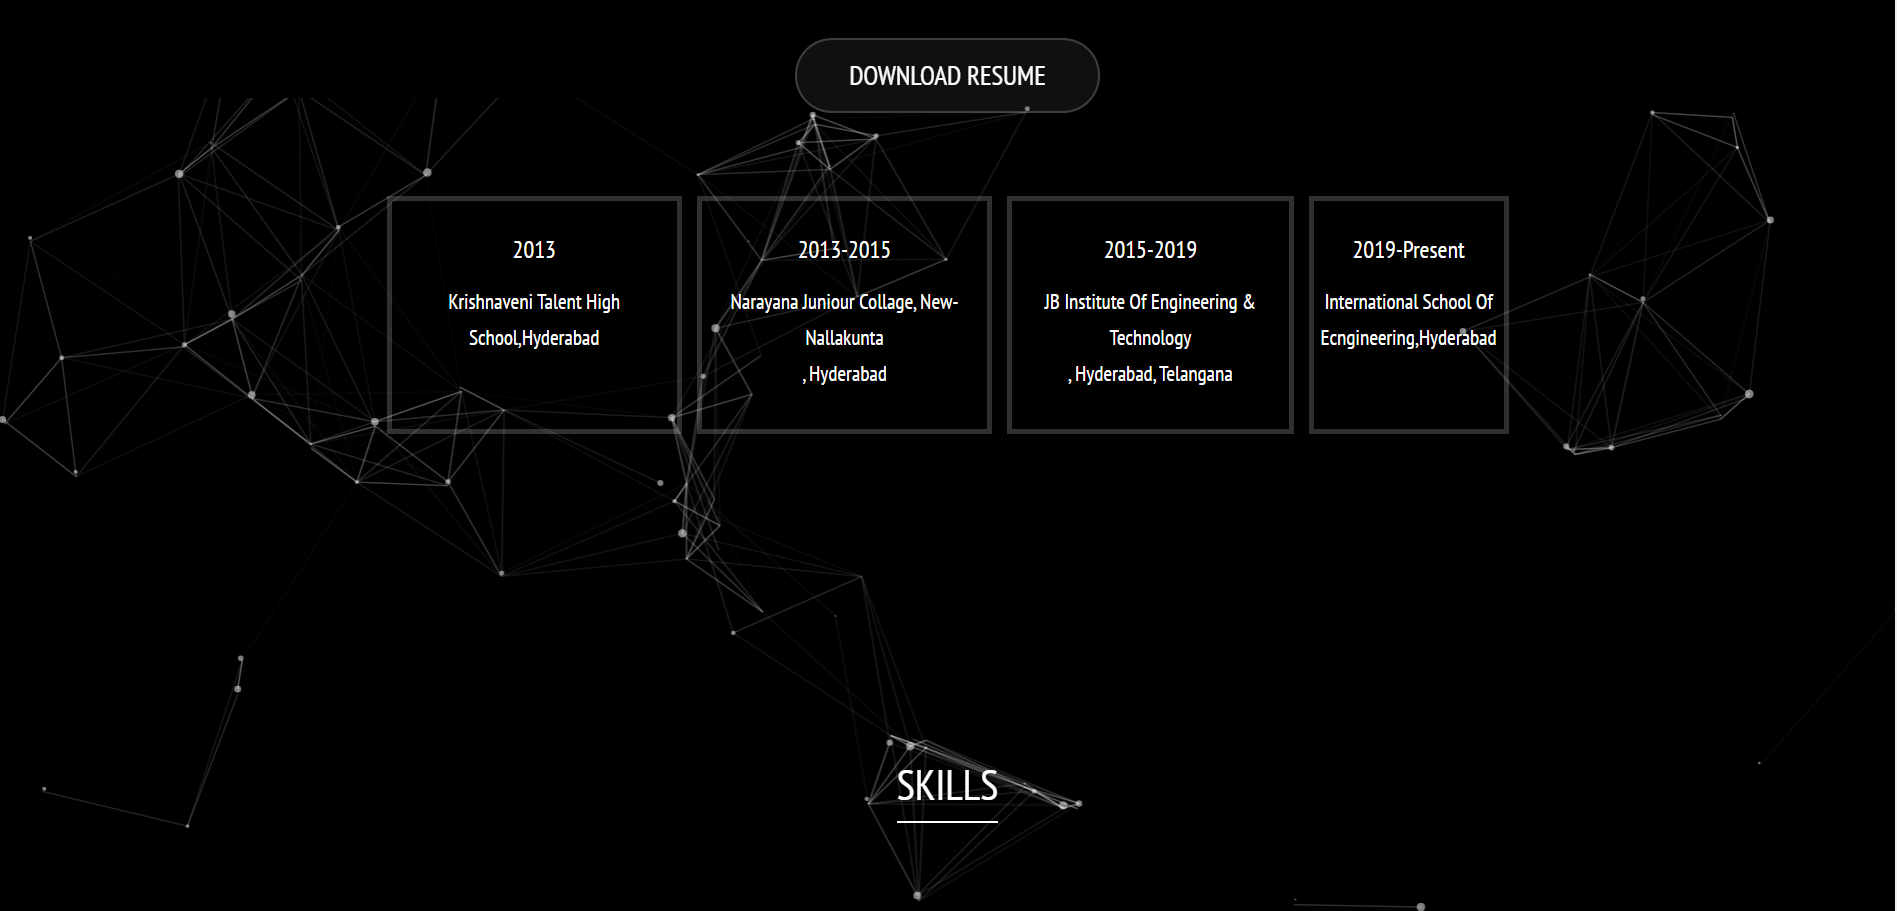 DOWNLOAD RESUME
2013
Krishnaveni Talent High
School,Hyderabad
2013-2015
Narayana Juniour Collage, New-
Nallakunta
, Hyderabad
2015-2019
JB Institute Of Engineering &
Technology
, Hyderabad, Telangana
2019-Present
International School Of
Ecngineering,Hyderabad
SKILLS